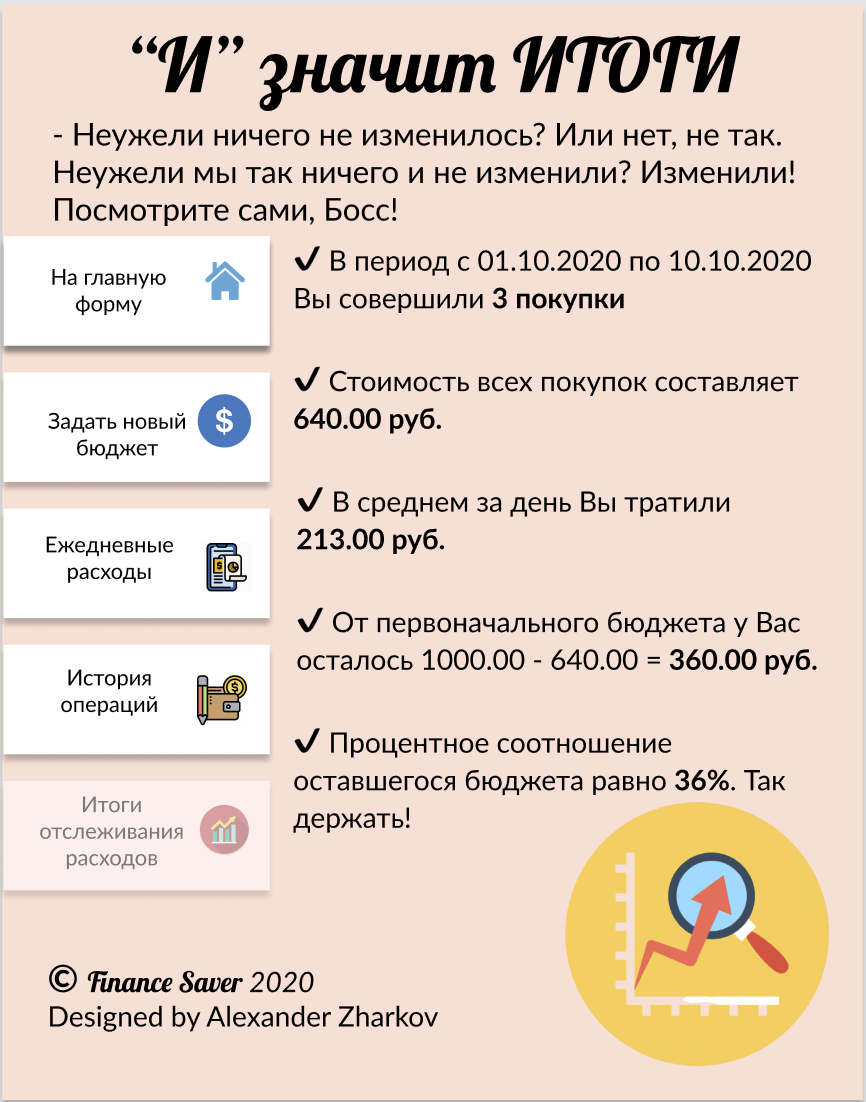 “И” значит ИТОГИ
- Неужели ничего не изменилось? Или нет, не так.
Неужели мы так ничего и не изменили? Изменили!
Посмотрите сами, Босс!
На главную
форму
Задать новый
бюджет
$
Ежедневные
расходы
$
История
операций
$
Итоги
отслеживания
расходов
✔ В период с 01.10.2020 по 10.10.2020
Вы совершили 3 покупки
✔ Стоимость всех покупок составляет
640.00 руб.
✔ В среднем за день Вы тратили
213.00 руб.
✔ От первоначального бюджета у Вас
осталось 1000.00 - 640.00 = 360.00 руб.
✔ Процентное соотношение
оставшегося бюджета равно 36%. Так
держать!
© Finance Saver 2020
Designed by Alexander Zharkov